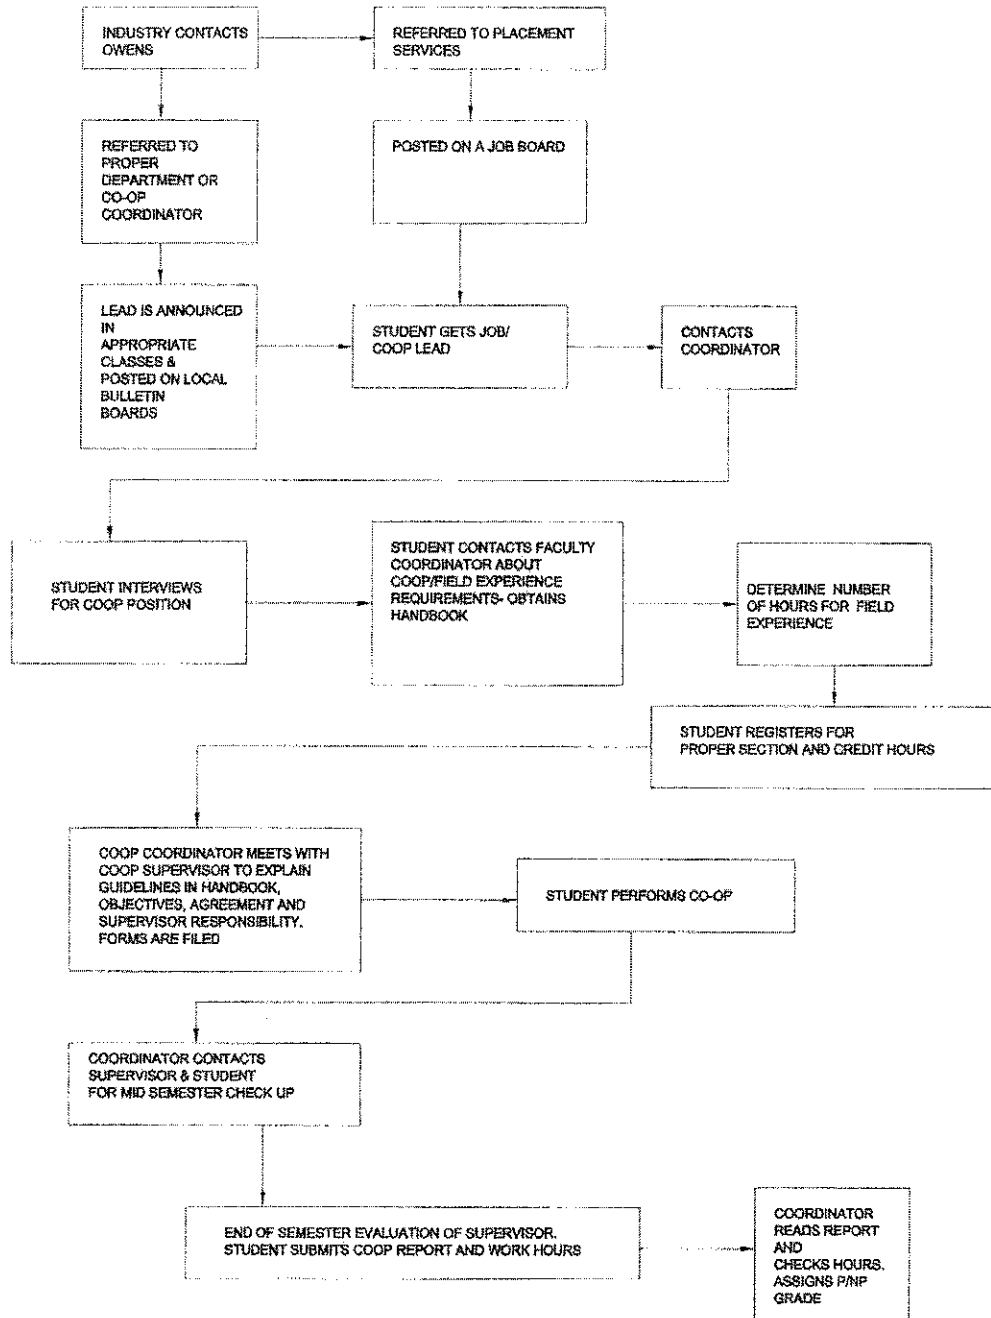 INDUSTRY CONTACTS
OWENS
REFERRED TO PLACEMENT
SERVICES
REFERRED TO
PROPER
DEPARTMENT OR
CO-OP
COORDINATOR
POSTED ON A JOB BOARD
LEAD IS ANNOUNCED
IN
APPROPRIATE
CLASSES &
POSTED ON LOCAL
BULLETIN
BOARDS
STUDENT GETS JOB/
COOP LEAD
CONTACTS
COORDINATOR
STUDENT INTERVIEWS
FOR COOP POSITION
STUDENT CONTACTS FACULTY
COORDINATOR ABOUT
COOP/FIELD EXPERIENCE
REQUIREMENTS- OBTAINS
HANDBOOK
DETERMINE NUMBER
OF HOURS FOR FIELD
EXPERIENCE
STUDENT REGISTERS FOR
PROPER SECTION AND CREDIT HOURS
COOP COORDINATOR MEETS WITH
COOP SUPERVISOR TO EXPLAIN
GUIDELINES IN HANDBOOK,
OBJECTIVES, AGREEMENT AND
SUPERVISOR RESPONSIBILITY.
FORMS ARE FILED
STUDENT PERFORMS CO-OP
COORDINATOR CONTACTS
SUPERVISOR & STUDENT
FOR MID SEMESTER CHECK UP
END OF SEMESTER EVALUATION OF SUPERVISOR.
STUDENT SUBMITS COOP REPORT AND WORK HOURS
COORDINATOR
READS REPORT
AND
CHECKS HOURS.
ASSIGNS P/NP
GRADE